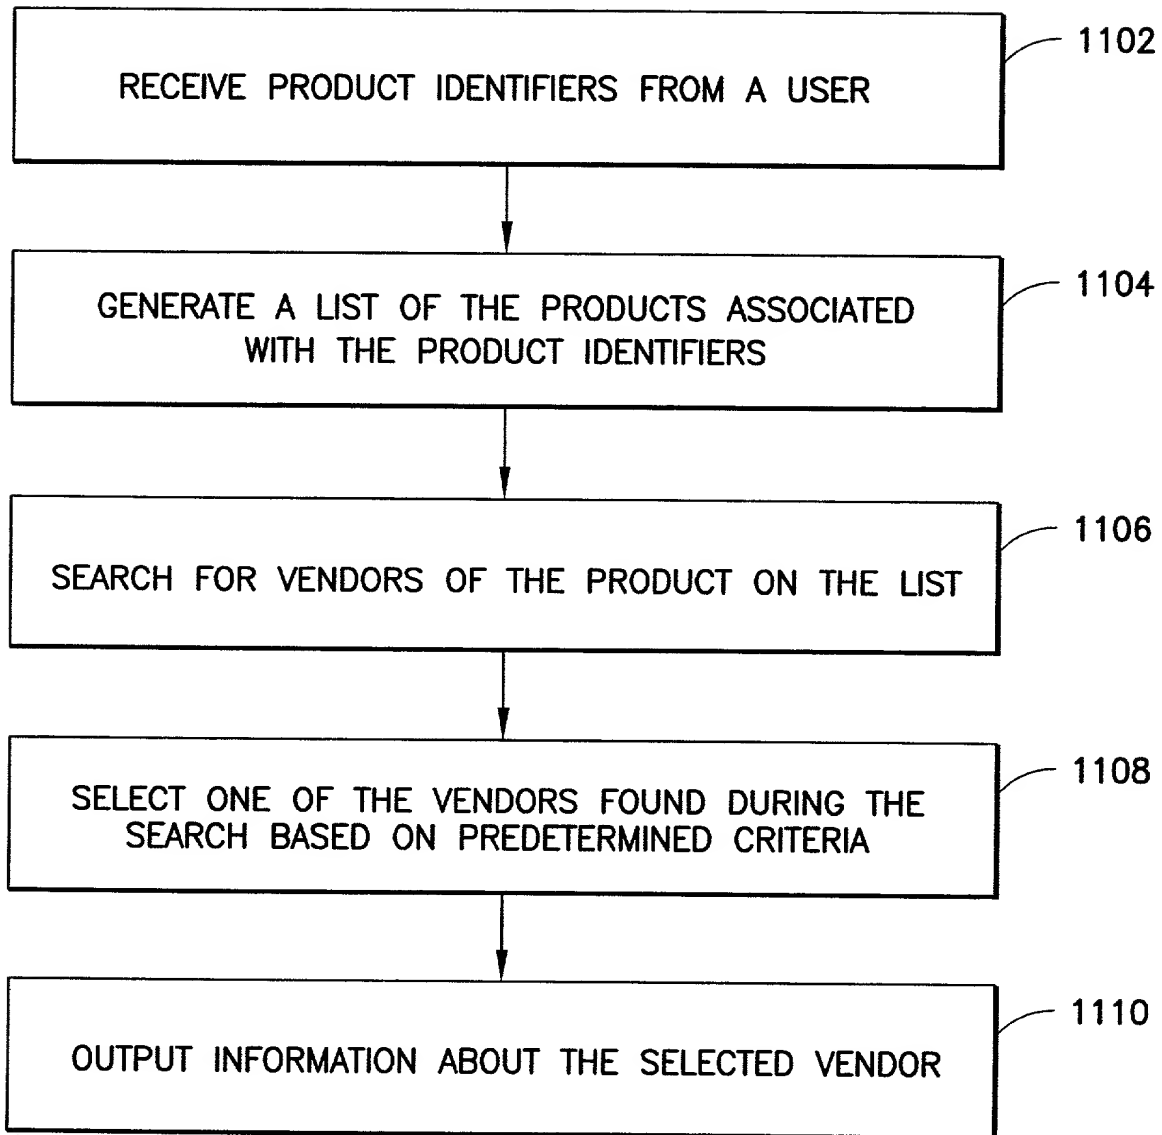 RECEIVE PRODUCT IDENTIFIERS FROM A USER
1102
GENERATE A LIST OF THE PRODUCTS ASSOCIATED
WITH THE PRODUCT IDENTIFIERS
1104
SEARCH FOR VENDORS OF THE PRODUCT ON THE LIST
1106
SELECT ONE OF THE VENDORS FOUND DURING THE
SEARCH BASED ON PREDETERMINED CRITERIA
1108
OUTPUT INFORMATION ABOUT THE SELECTED VENDOR
1110